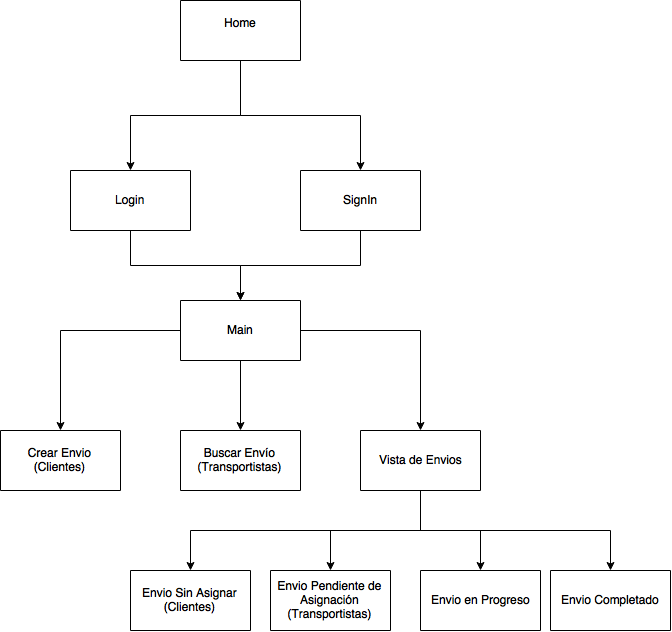 Home
Login
SignIn
Main
Crear Envio
(Clientes)
Buscar Envío
(Transportistas)
Vista de Envios
Envio Sin Asignar
(Clientes)
Envio Pendiente de
Asignación
(Transportistas)
Envio en Progreso
Envio Completado